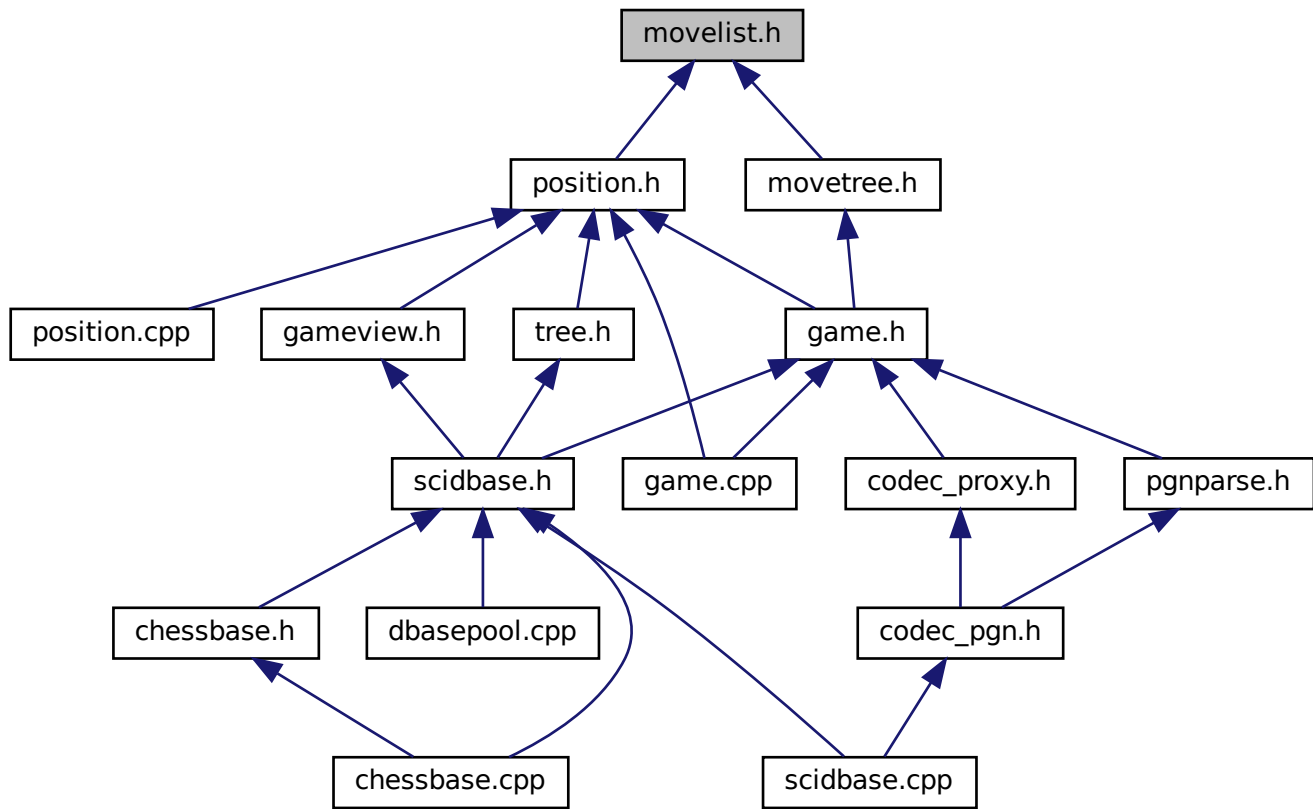 movelist.h
position.h
movetree.h
position.cpp
gameview.h
tree.h
game.h
scidbase.h
game.cpp
codec_proxy.h
pgnparse.h
chessbase.h
dbasepool.cpp
codec_pgn.h
chessbase.cpp
scidbase.cpp